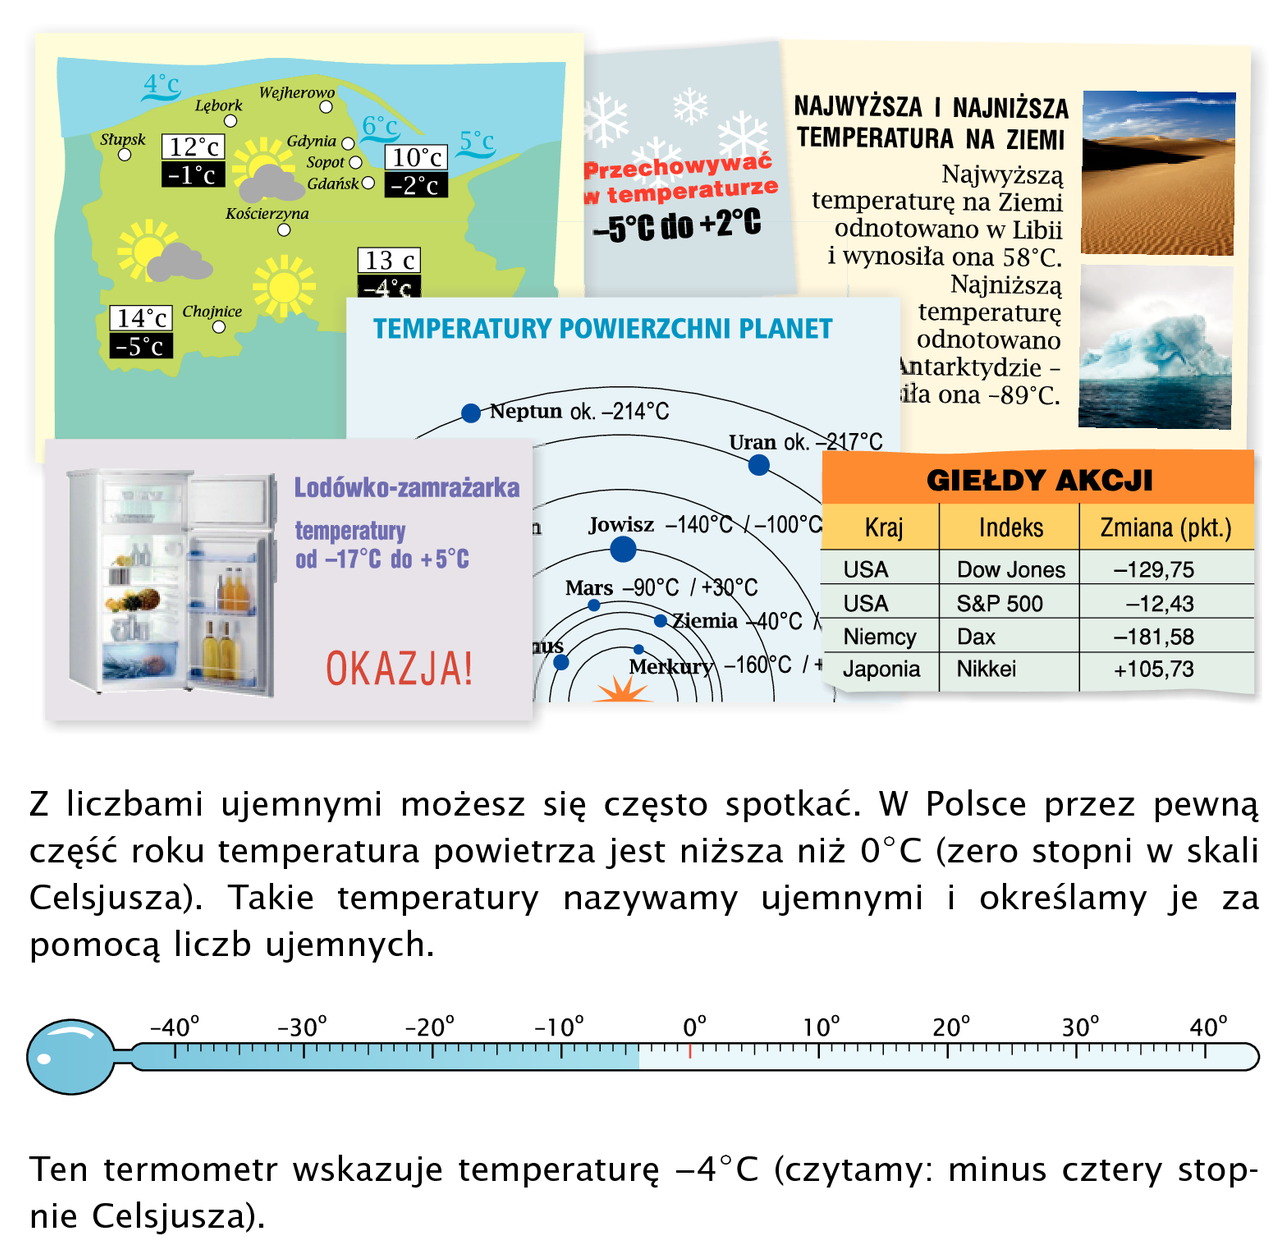 4°c
Wejherowo
Lębork
Słupsk
12°c
–1°c
Gdynia
6°c
5°c
Sopot
10°c
Gdańsk
–2°c
Kościerzyna
13 c
–4°c
14°c
Chojnice
–5°c
Przechowywać
w temperaturze
–5°C do +2°C
NAJWYŻSZA I NAJNIŻSZA
TEMPERATURA NA ZIEMI
Najwyższą
temperaturę na Ziemi
odnotowano w Libii
i wynosiła ona 58°C.
Najniższą
temperaturę
odnotowano
Antarktydzie –
iła ona –89°C.
TEMPERATURY POWIERZCHNI PLANET
Neptun ok. –214°C
Uran ok. –217°C
n
Jowisz –140°C / –100°C
Mars –90°C / +30°C
Ziemia –40°C /
nus
Merkury –160°C / +
Lodówko-zamrażarka
temperatury
od –17°C do +5°C
OKAZJA!
GIEŁDY AKCJI
Kraj Indeks Zmiana (pkt.)
USA Dow Jones –129,75
USA S&P 500 –12,43
Niemcy Dax –181,58
Japonia Nikkei +105,73
Z liczbami ujemnymi możesz się często spotkać. W Polsce przez pewną
część roku temperatura powietrza jest niższa niż 0°C (zero stopni w skali
Celsjusza). Takie temperatury nazywamy ujemnymi i określamy je za
pomocą liczb ujemnych.
–40° –30° –20° –10° 0° 10° 20° 30° 40°
Ten termometr wskazuje temperaturę –4°C (czytamy: minus cztery stop-
nie Celsjusza).